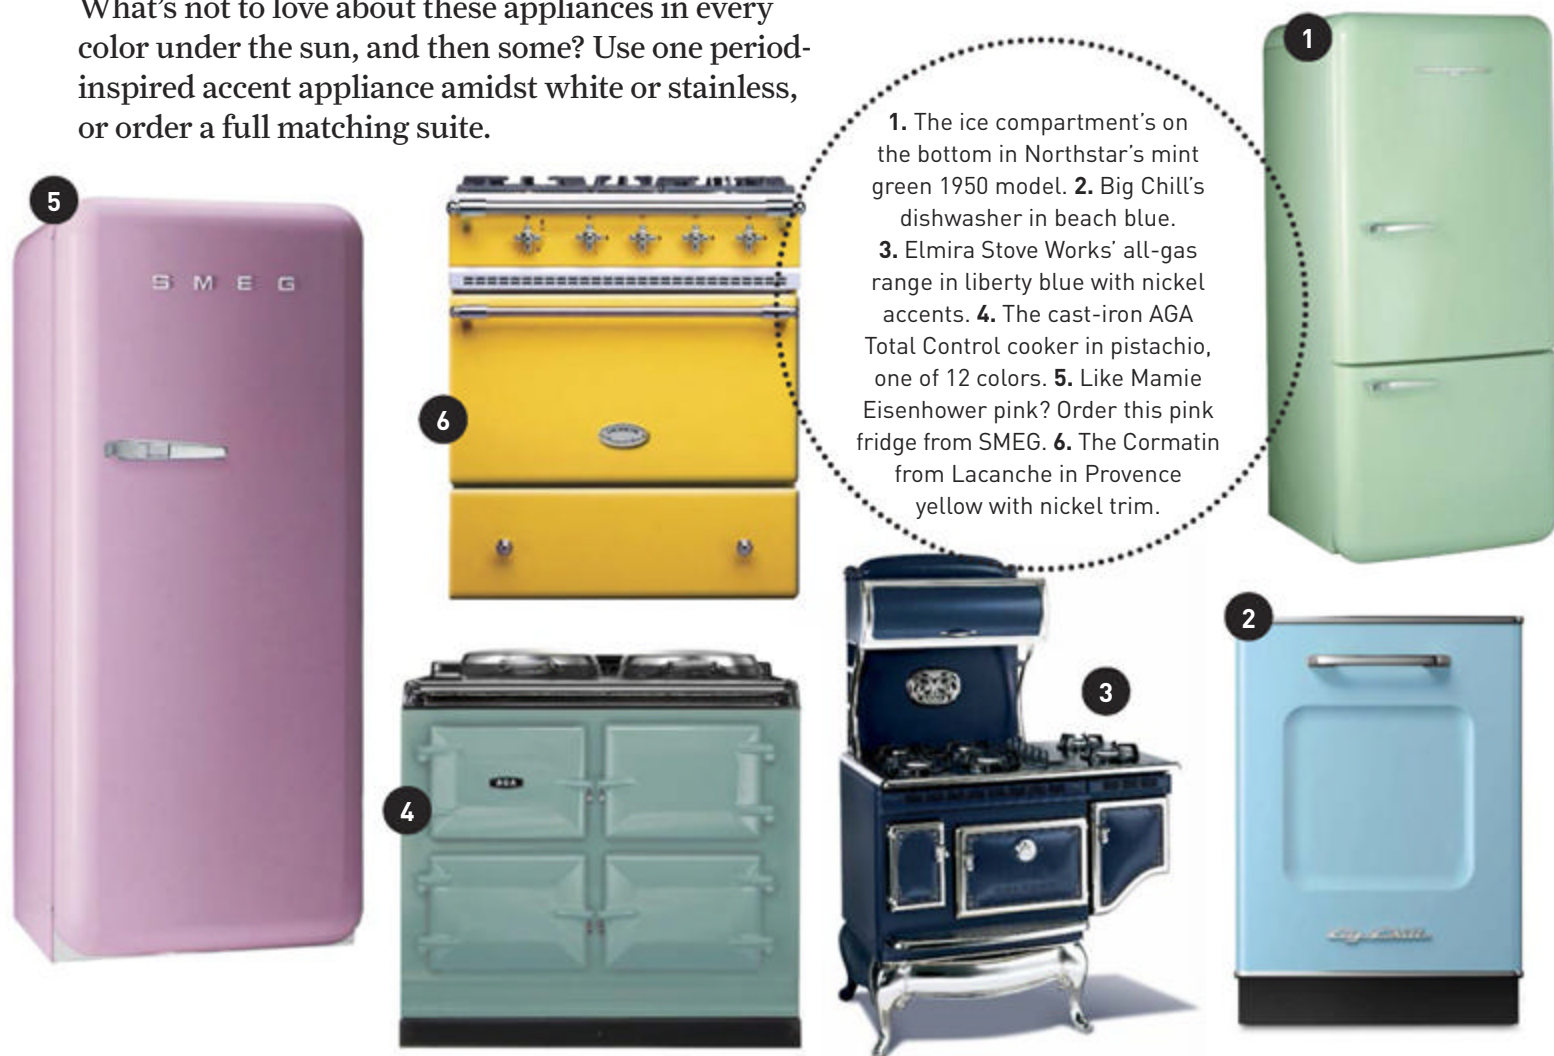 What's not to love about these appliances in every
color under the sun, and then some? Use one period-
inspired accent appliance amidst white or stainless,
or order a full matching suite.
1. The ice compartment's on
the bottom in Northstar's mint
green 1950 model. 2. Big Chill's
dishwasher in beach blue.
3. Elmira Stove Works' all-gas
range in liberty blue with nickel
accents. 4. The cast-iron AGA
Total Control cooker in pistachio,
one of 12 colors. 5. Like Mamie
Eisenhower pink? Order this pink
fridge from SMEG. 6. The Cormatin
from Lacanche in Provence
yellow with nickel trim.
1
5
SMEG
6
2
3
4
AGA
Big Chill